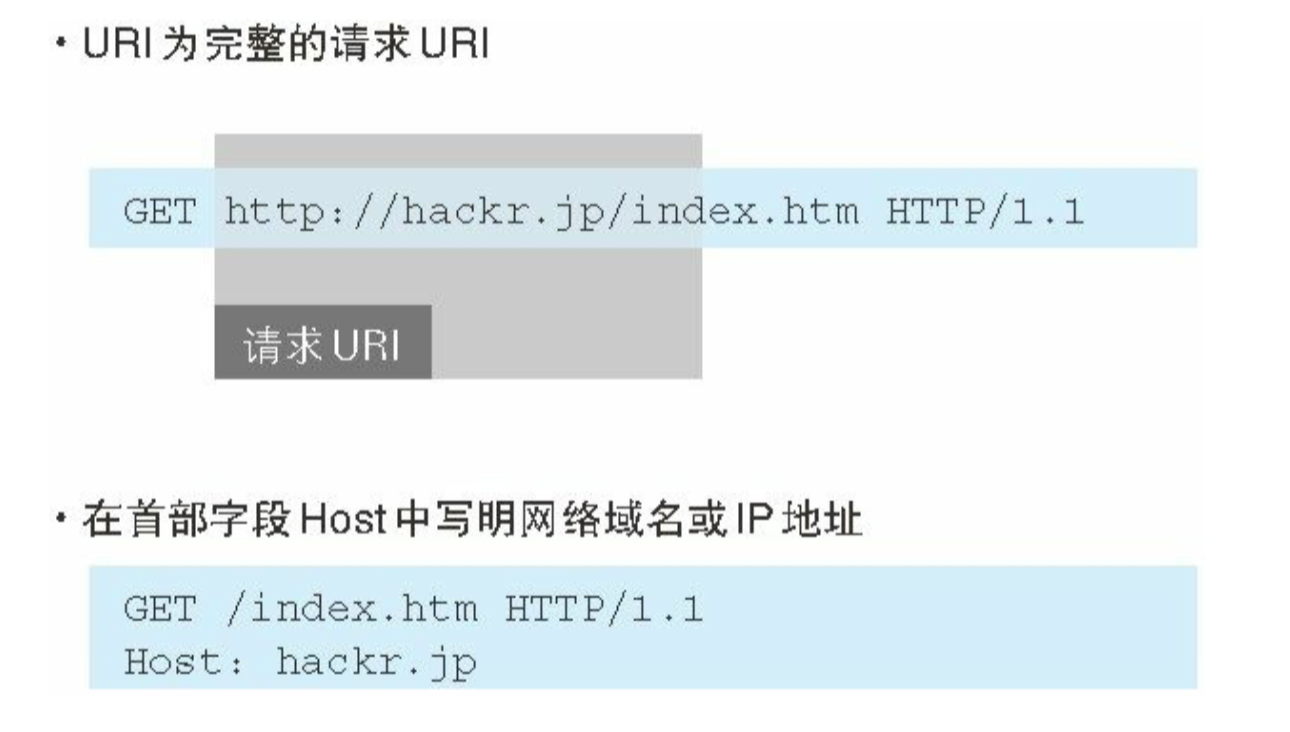 ・URI 为完整的请求 URI
GET http://hackr.jp/index.htm HTTP/1.1
请求 URI
・在首部字段 Host 中写明网络域名或 IP 地址
GET /index.htm HTTP/1.1
Host: hackr.jp